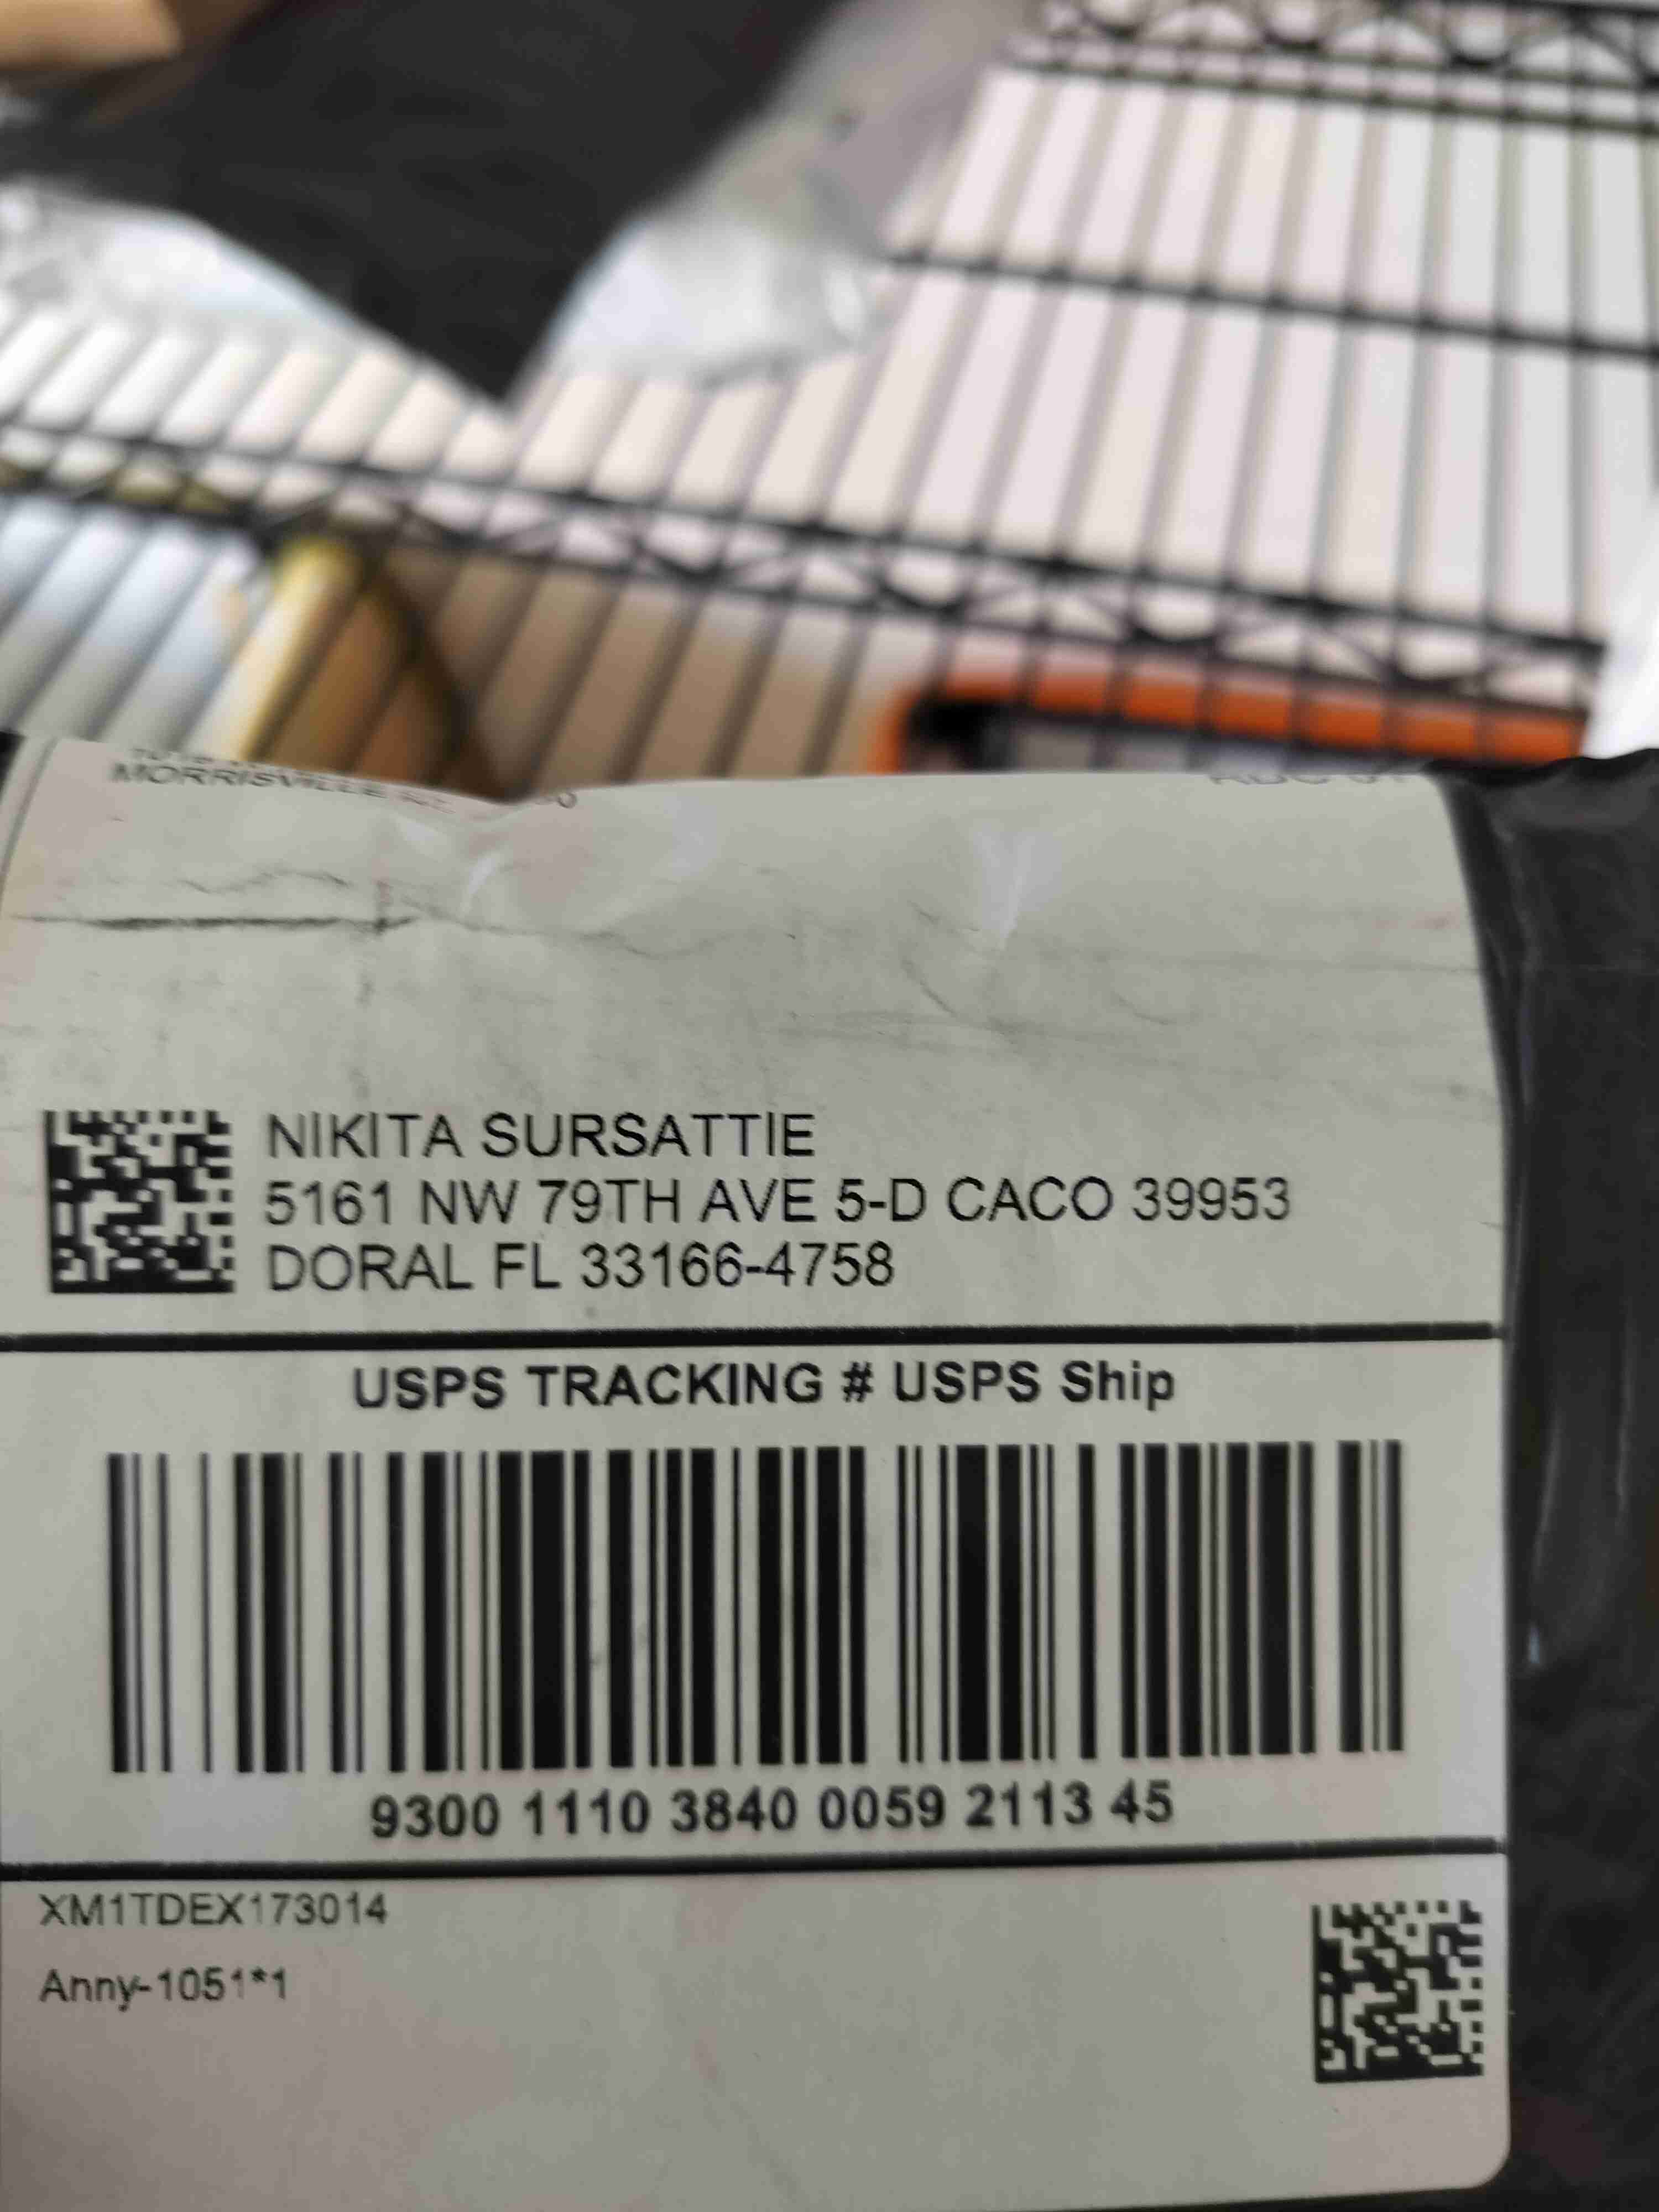 MORRISVILLE
NIKITA SURSATTIE
5161 NW 79TH AVE 5-D CACO 39953
DORAL FL 33166-4758
USPS TRACKING # USPS Ship
9300 1110 3840 0059 2113 45
XM1TDEX173014
Anny-1051*1